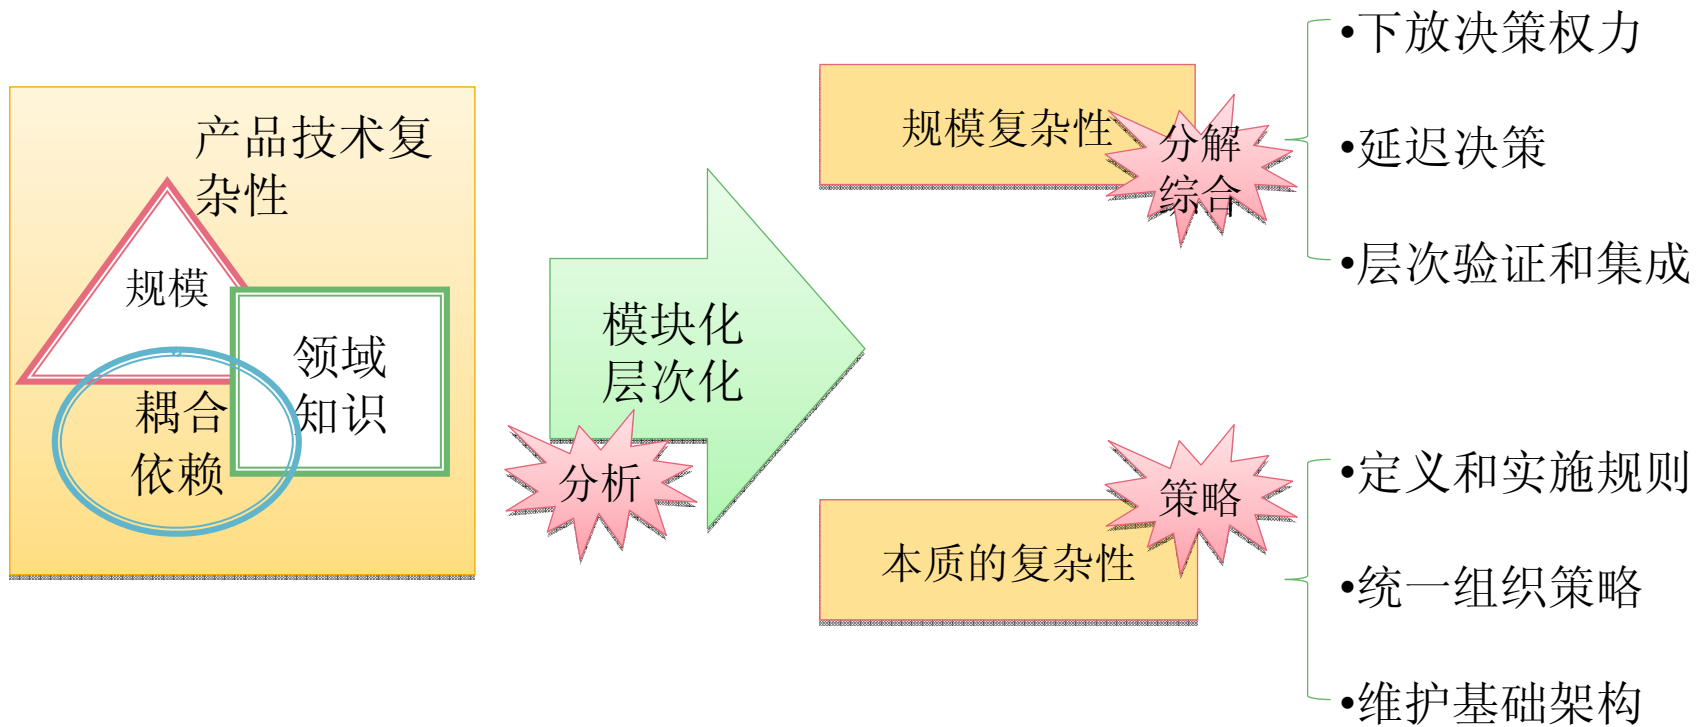 产品技术复
杂性
规模
领域
知识
耦合
依赖
模块化
层次化
分析
规模复杂性
分解
综合
•下放决策权力
•延迟决策
•层次验证和集成
本质的复杂性
策略
•定义和实施规则
•统一组织策略
•维护基础架构